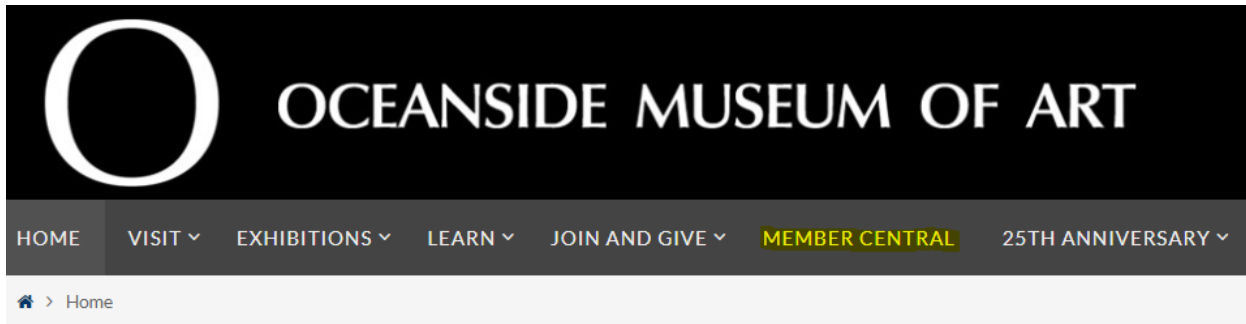 O OCEANSIDE MUSEUM OF ART
HOME VISIT EXHIBITIONS LEARN JOIN AND GIVE MEMBER CENTRAL 25TH ANNIVERSARY
> Home